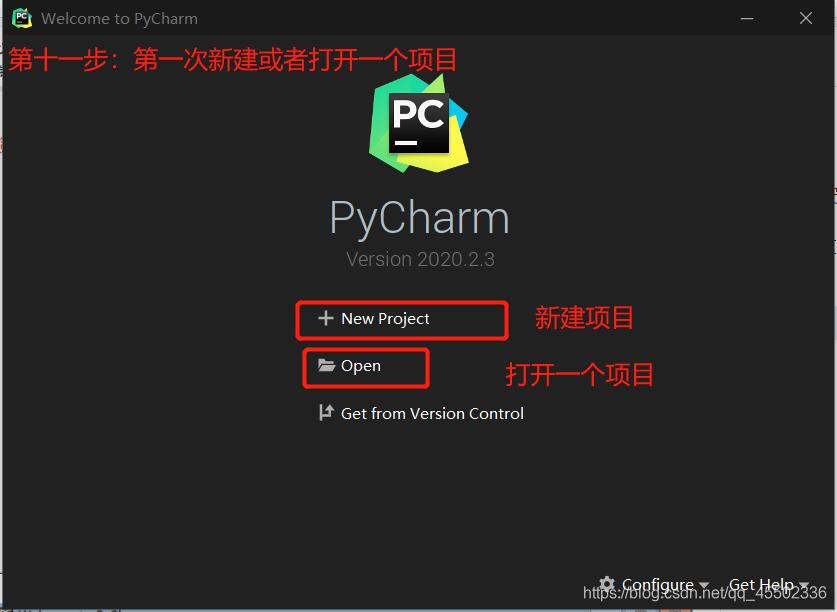 Welcome to PyCharm
第十一步：第一次新建或者打开一个项目
PC
PyCharm
Version 2020.2.3
New Project
新建项目
Open
打开一个项目
Get from Version Control
Configure
Get Help
https://blog.csdn.net/qq_45502336